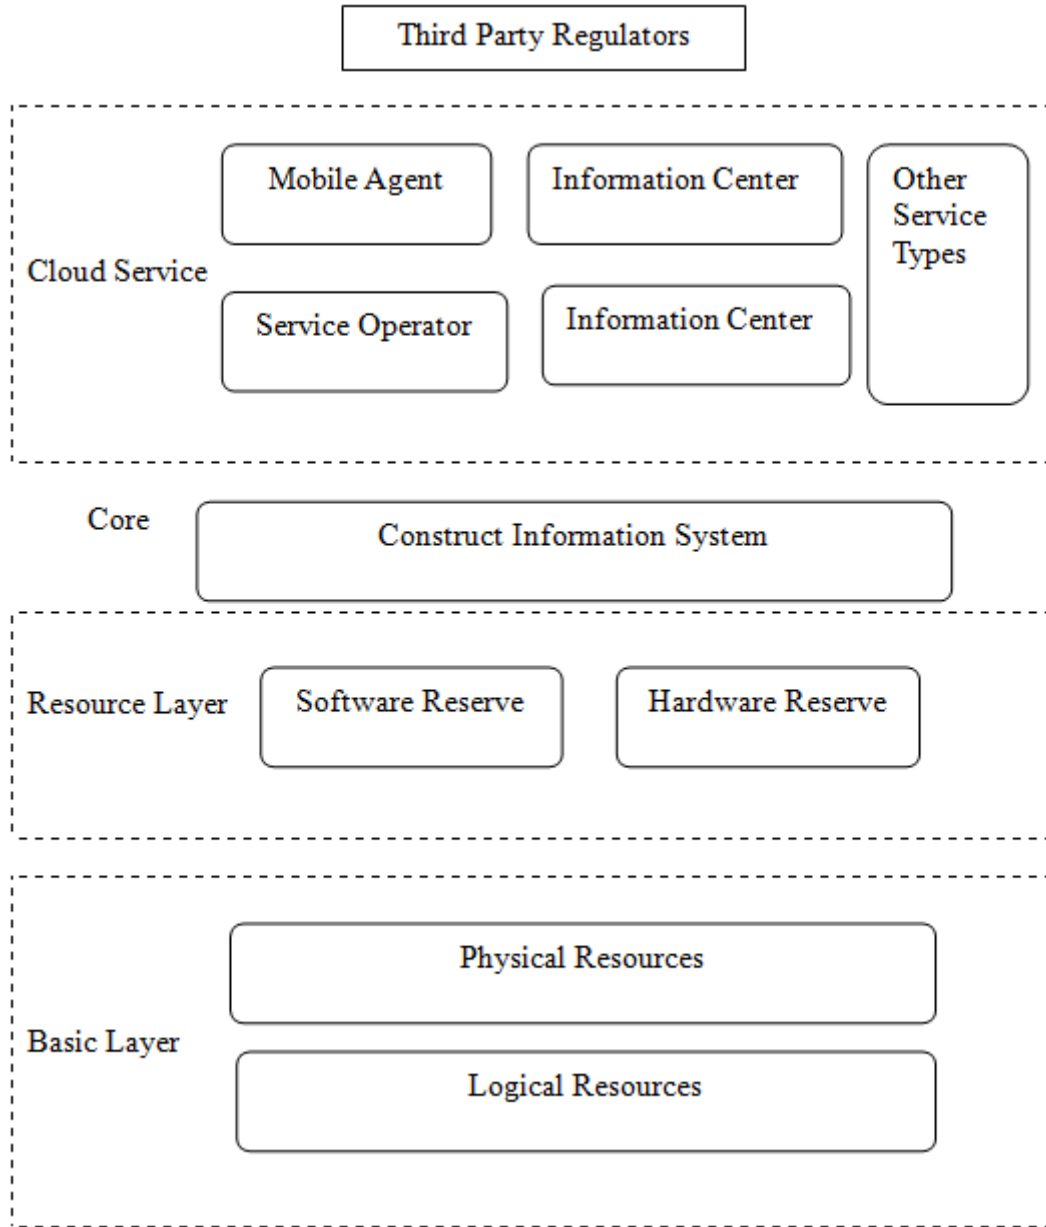 Third Party Regulators
Mobile Agent
Information Center
Other
Service
Types
Cloud Service
Service Operator
Information Center
Core
Construct Information System
Resource Layer
Software Reserve
Hardware Reserve
Physical Resources
Basic Layer
Logical Resources